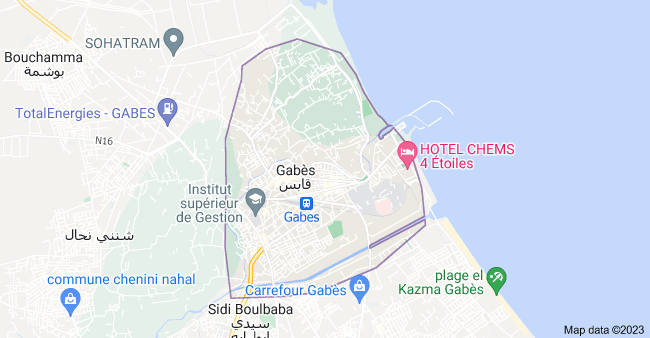 SOHATRAM
Bouchamma
بوشمة
TotalEnergies - GABES
N16
HOTEL CHEMS
4 Étoiles
Gabès
قابس
Institut
supérieur
de Gestion
Gabes
شنني نحال
commune chenini nahal
plage el
Kazma Gabès
Carrefour Gabès
Sidi Boulbaba
سيدي
Map data ©2023